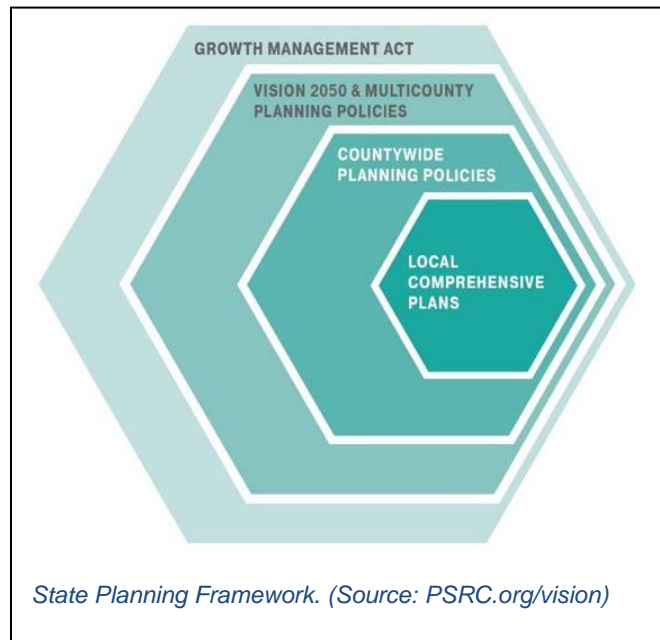 GROWTH MANAGEMENT ACT
VISION 2050 & MULTICOUNTY
PLANNING POLICIES
COUNTYWIDE
PLANNING POLICIES
LOCAL
COMPREHENSIVE
PLANS
State Planning Framework. (Source: PSRC.org/vision)